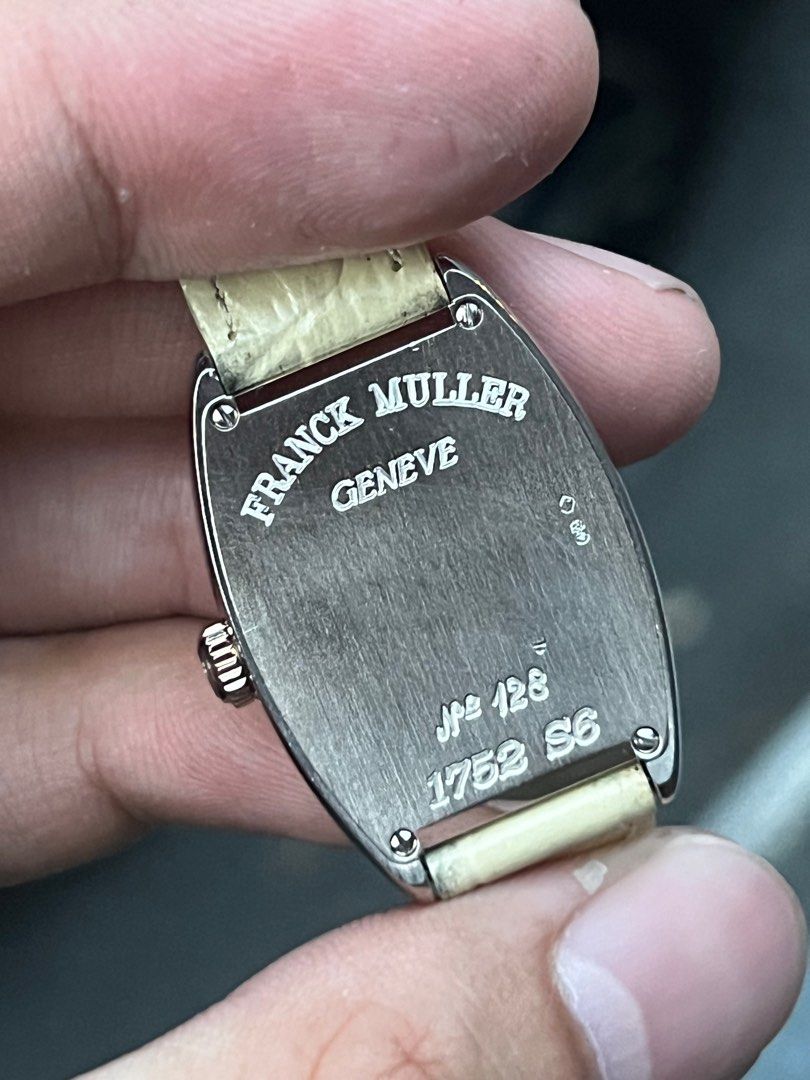 FRANCK MULLER
GENEVE
Nº 128
1752 S6